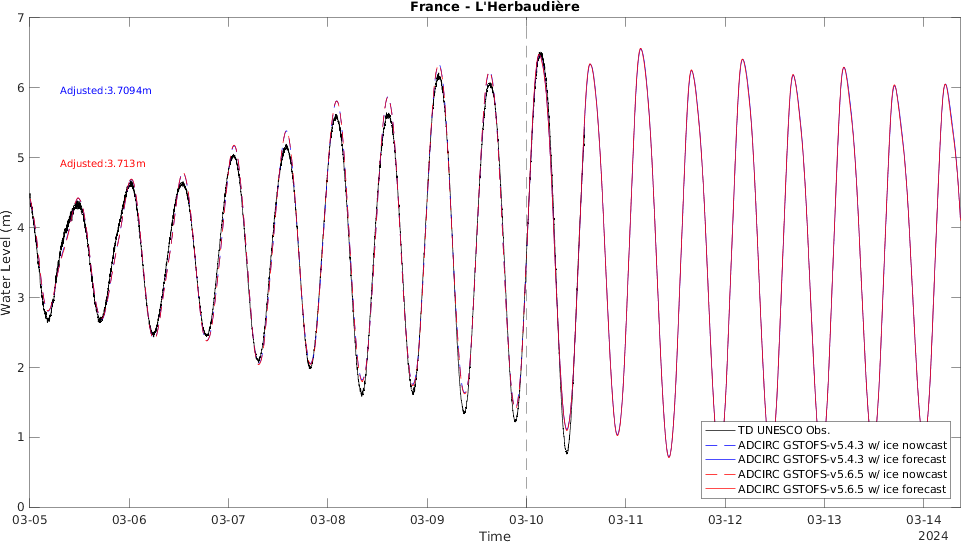 France - L'Herbaudière
7
6
5
4
3
2
1
0
Water Level (m)
Adjusted:3.7094m
Adjusted:3.713m
TD UNESCO Obs.
ADCIRC GSTOFS-v5.4.3 w/ ice nowcast
ADCIRC GSTOFS-v5.4.3 w/ ice forecast
ADCIRC GSTOFS-v5.6.5 w/ ice nowcast
ADCIRC GSTOFS-v5.6.5 w/ ice forecast
03-05 03-06 03-07 03-08 03-09 03-10 03-11 03-12 03-13 03-14
Time
2024